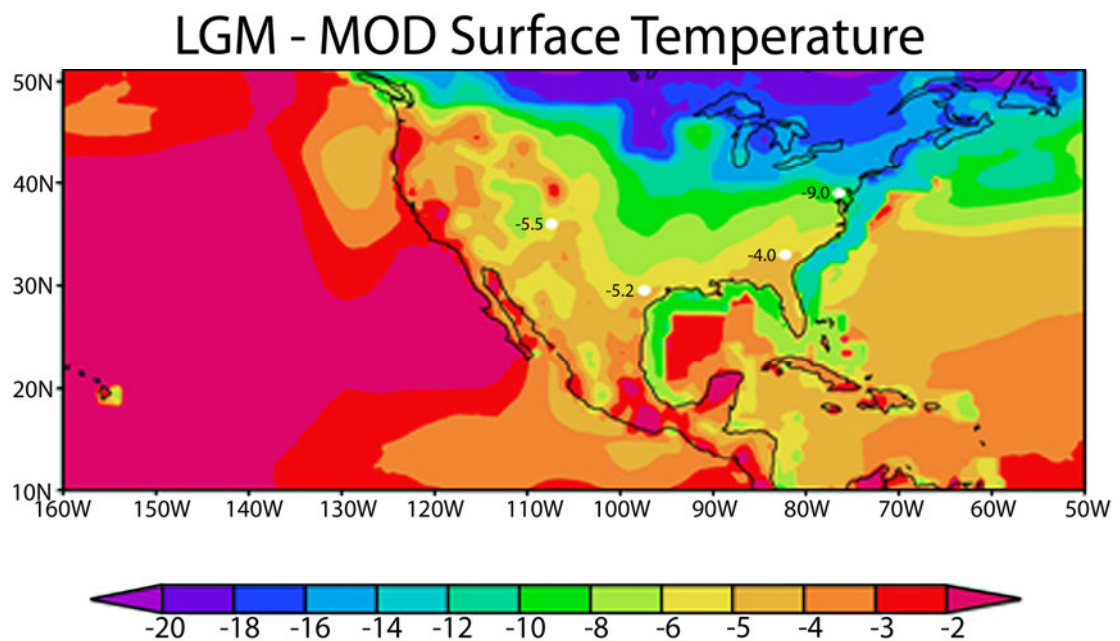 LGM - MOD Surface Temperature
50N
40N
-9.0
-5.5
-4.0
30N
-5.2
20N
10N
160W 150W 140W 130W 120W 110W 100W 90W 80W 70W 60W 50W
-20 -18 -16 -14 -12 -10 -8 -6 -5 -4 -3 -2